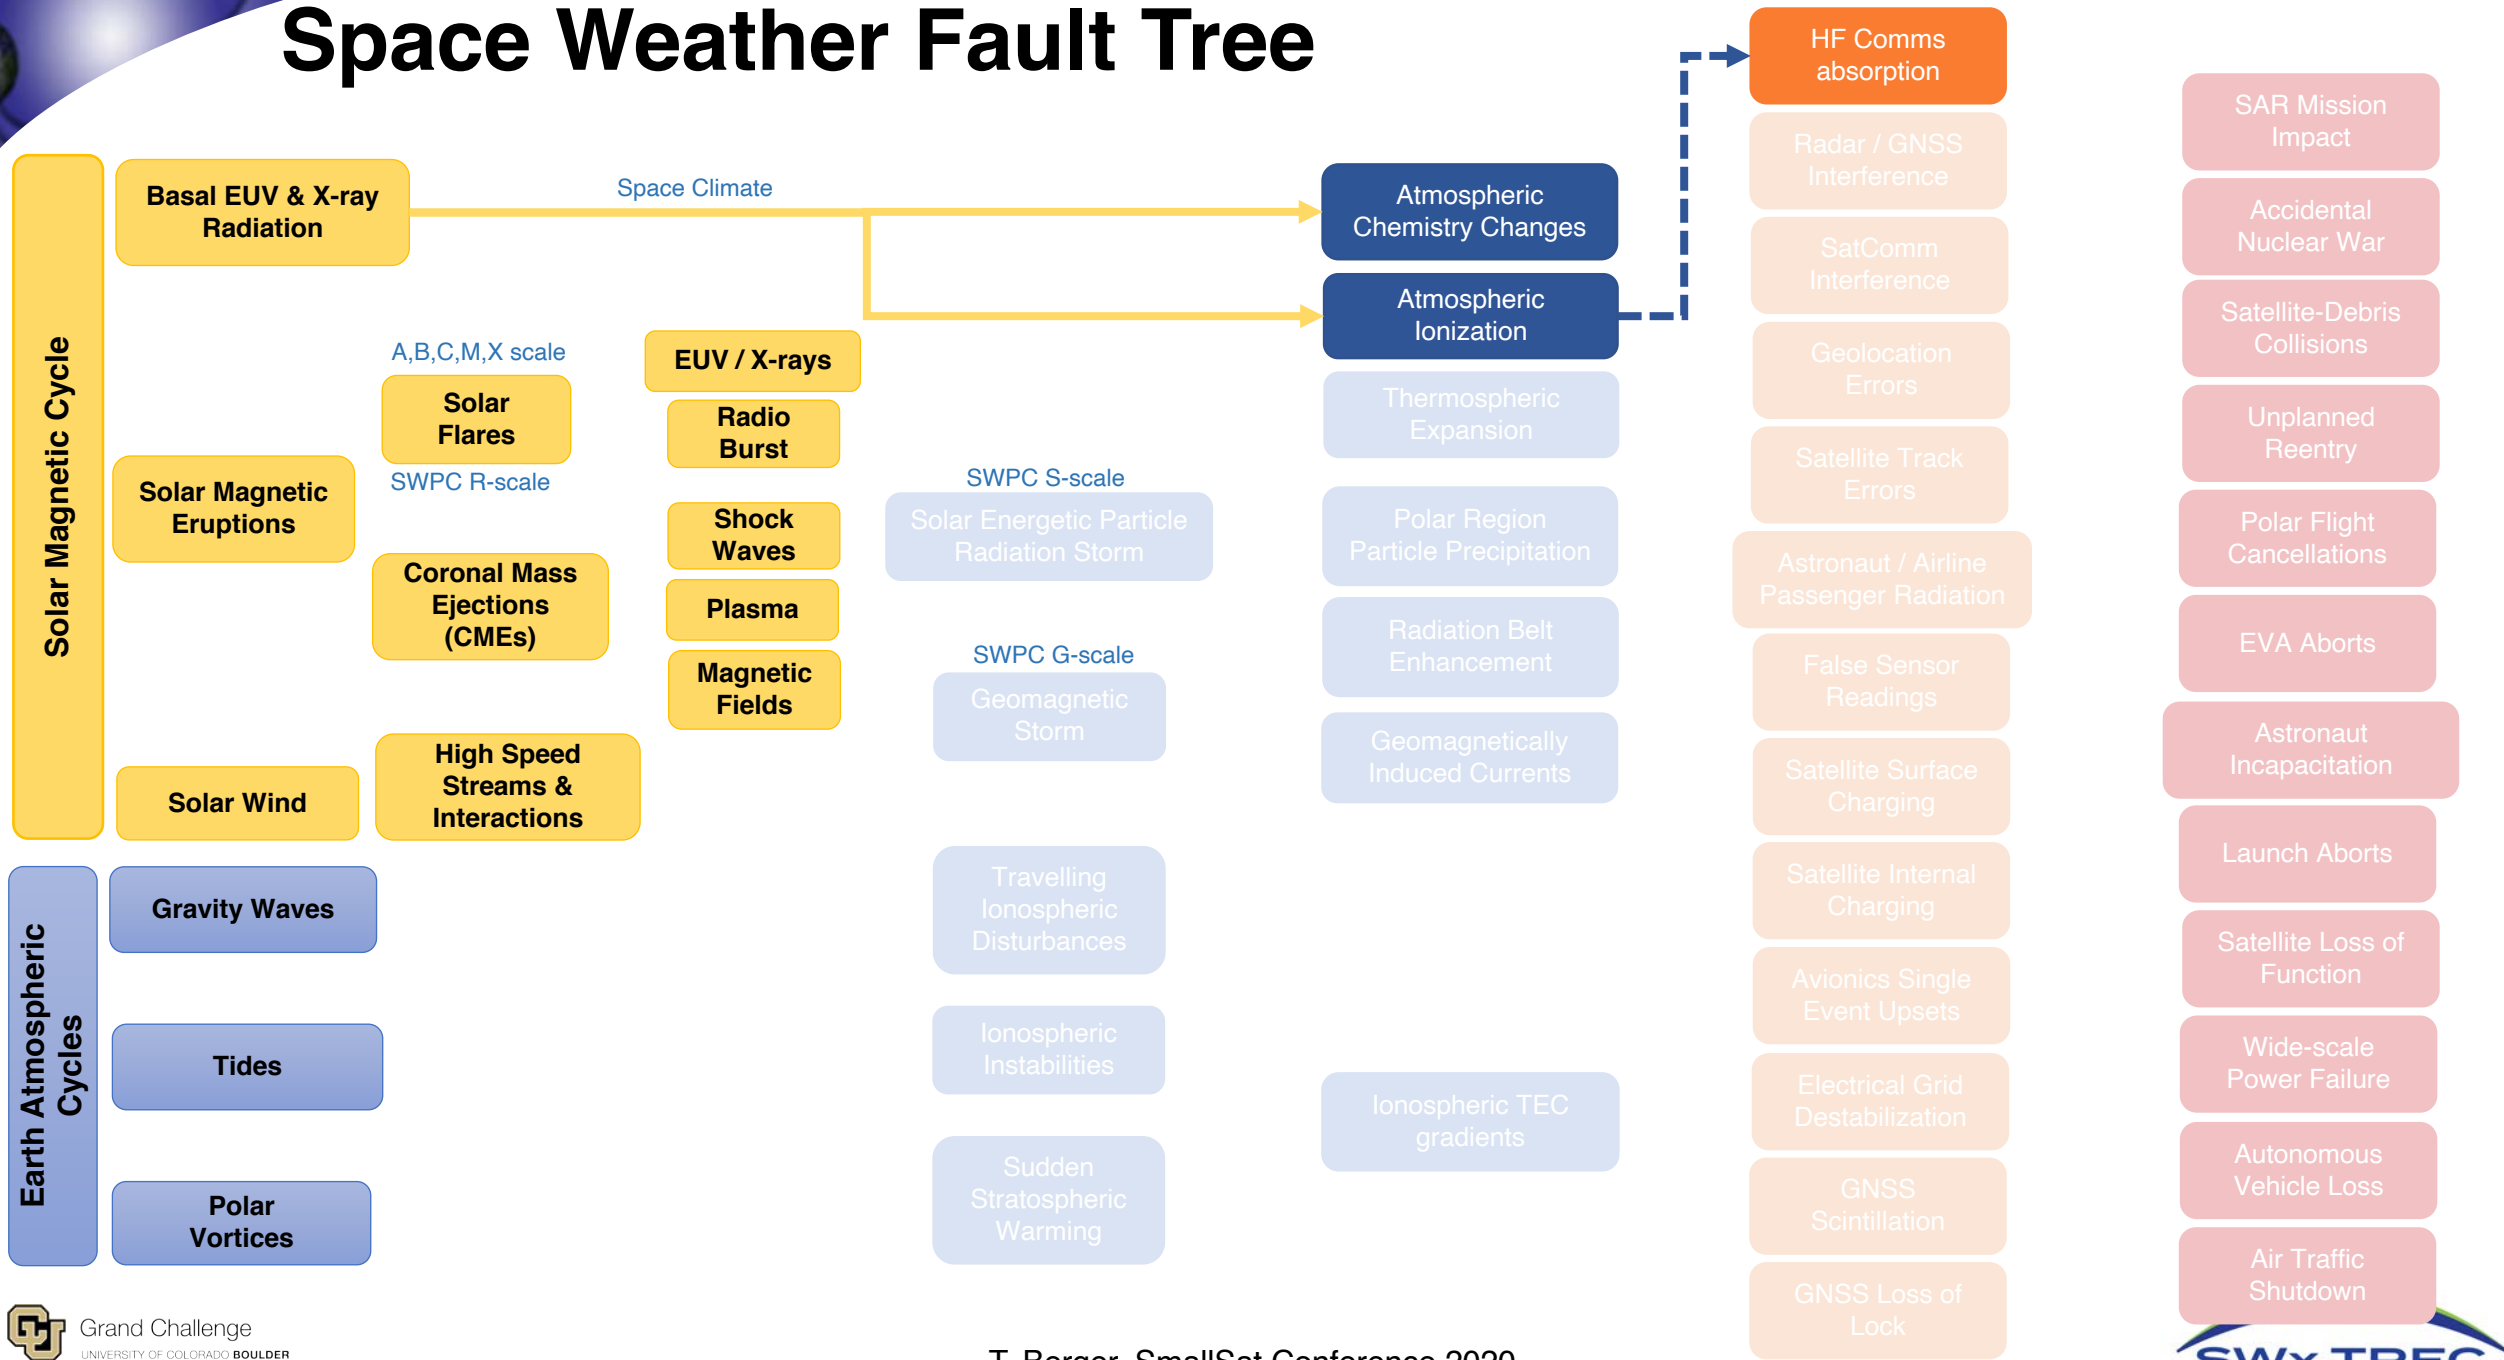 Space Weather Fault Tree
Solar Magnetic Cycle
Basal EUV & X-ray
Radiation
Space Climate
Solar Magnetic
Eruptions
A,B,C,M,X scale
Solar
Flares
SWPC R-scale
Coronal Mass
Ejections
(CMEs)
Solar Wind
High Speed
Streams &
Interactions
EUV / X-rays
Radio
Burst
Shock
Waves
Plasma
Magnetic
Fields
Earth Atmospheric
Cycles
Gravity Waves
Tides
Polar
Vortices
SWPC S-scale
Solar Energetic Particle
Radiation Storm
SWPC G-scale
Geomagnetic
Storm
Travelling
Ionospheric
Disturbances
Ionospheric
Instabilities
Sudden
Stratospheric
Warming
Atmospheric
Chemistry Changes
Atmospheric
Ionization
Thermospheric
Expansion
Polar Region
Particle Precipitation
Radiation Belt
Enhancement
Geomagnetically
Induced Currents
Ionospheric TEC
gradients
HF Comms
absorption
Radar / GNSS
Interference
SatComm
Interference
Geolocation
Errors
Satellite Track
Errors
Astronaut / Airline
Passenger Radiation
False Sensor
Readings
Satellite Surface
Charging
Satellite Internal
Charging
Avionics Single
Event Upsets
Electrical Grid
Destabilization
GNSS
Scintillation
GNSS Loss of
Lock
SAR Mission
Impact
Accidental
Nuclear War
Satellite-Debris
Collisions
Unplanned
Reentry
Polar Flight
Cancellations
EVA Aborts
Astronaut
Incapacitation
Launch Aborts
Satellite Loss of
Function
Wide-scale
Power Failure
Autonomous
Vehicle Loss
Air Traffic
Shutdown
CU
Grand Challenge
UNIVERSITY OF COLORADO BOULDER
T. Berger, SmallSat Conference 2020
SWx TREC